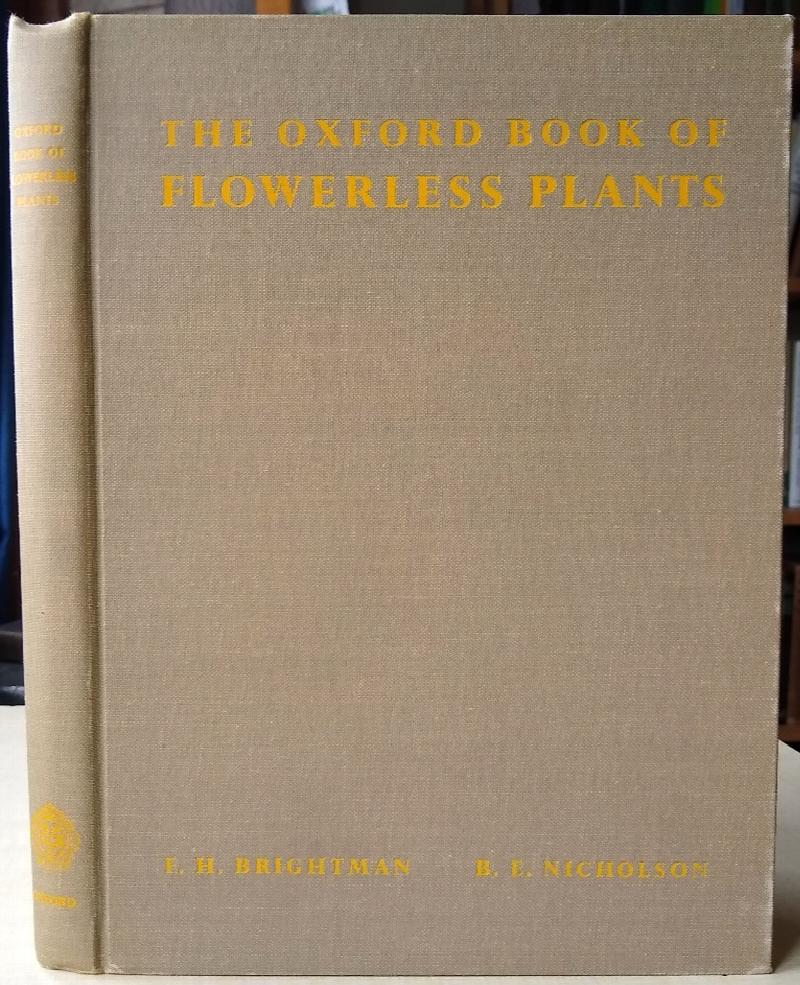 THE OXFORD BOOK OF
FLOWERLESS PLANTS
F. H. BRIGHTMAN   B. E. NICHOLSON
OXFORD
BOOK OF
FLOWERLESS
PLANTS
OXFORD